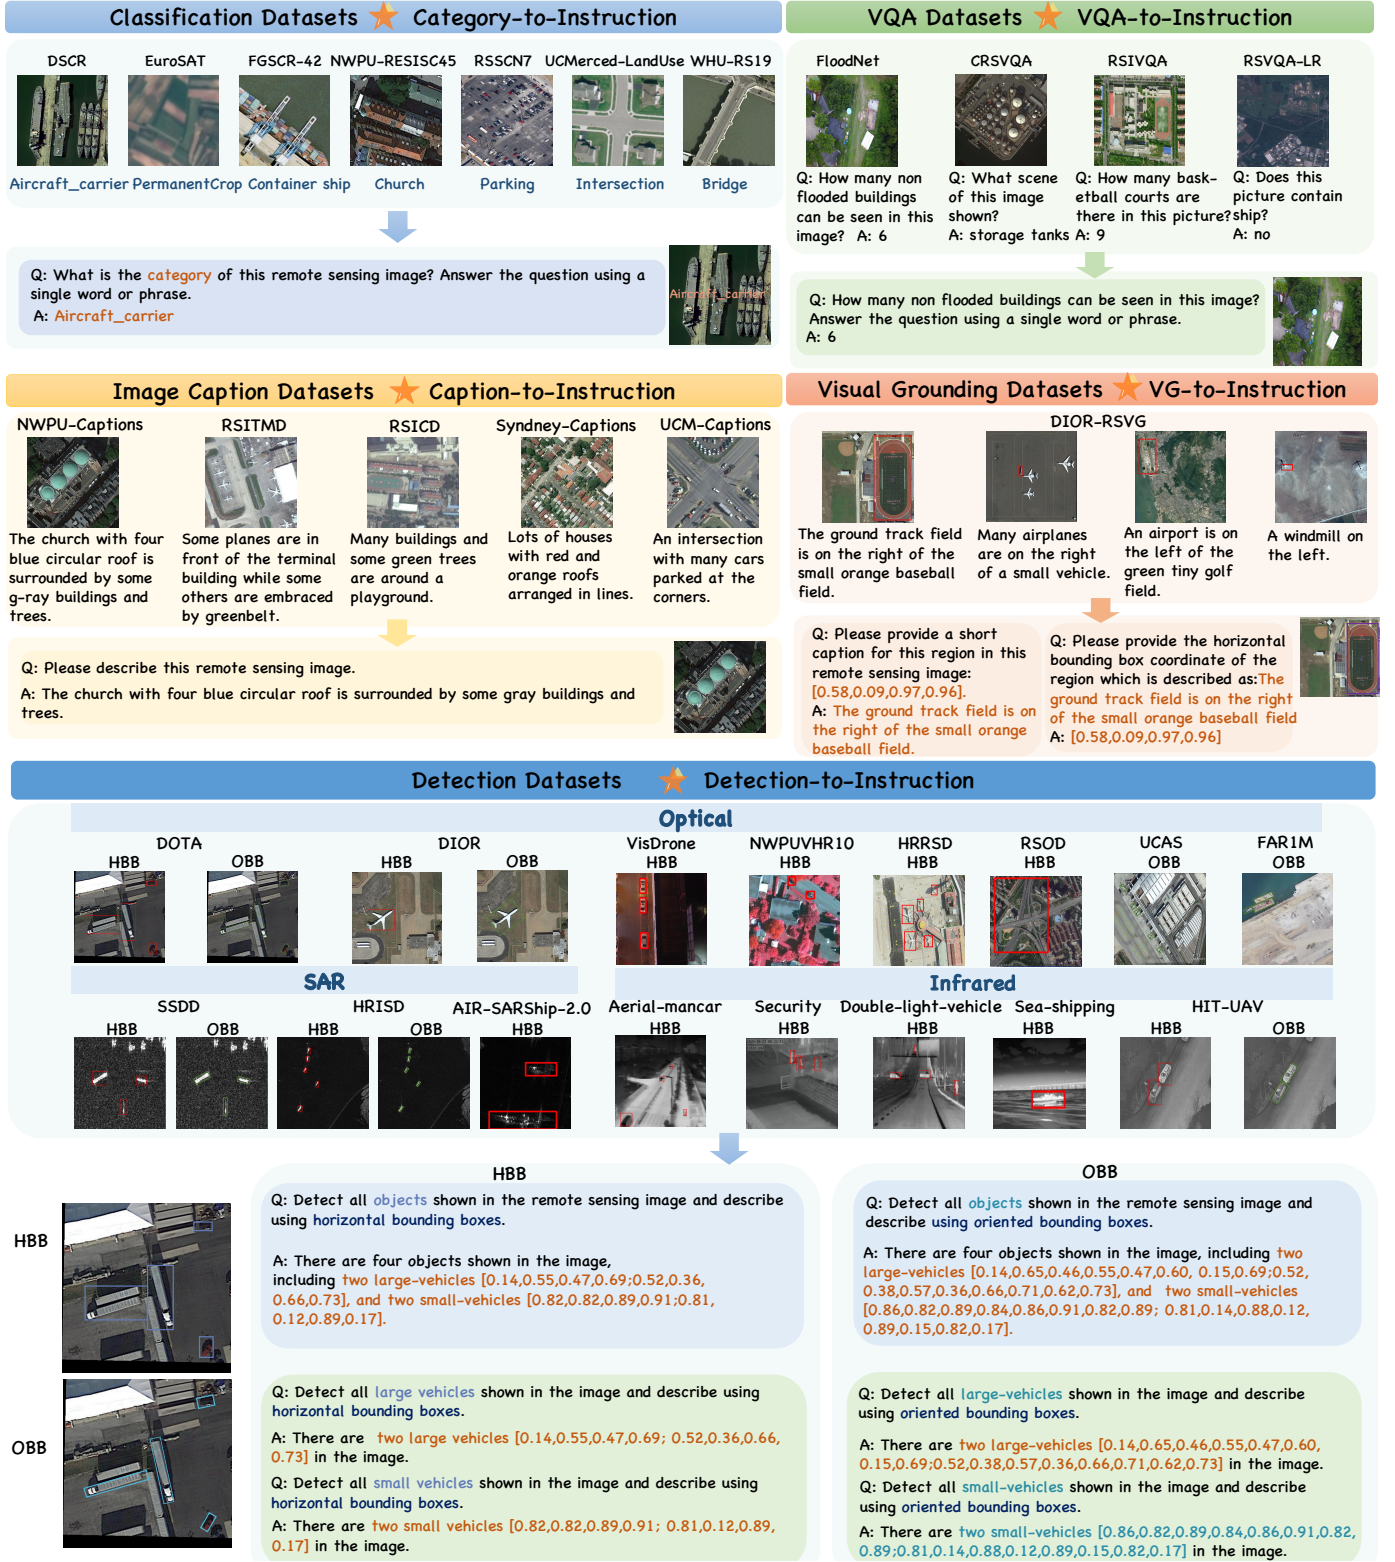 Classification Datasets Category-to-Instruction
DSCR EuroSAT FGSCR-42 NWPU-RESISC45 RSSCN7 UCMerced-LandUse WHU-RS19
Aircraft_carrier PermanentCrop Container ship Church Parking Intersection Bridge
Q: What is the category of this remote sensing image? Answer the question using a
single word or phrase.
A: Aircraft_carrier
Aircraft_carrier
VQA Datasets VQA-to-Instruction
FloodNet CRSVQA RSIVQA RSVQA-LR
Q: How many non
flooded buildings
can be seen in this
image? A: 6
Q: What scene
of this image
shown?
A: storage tanks
Q: How many bask-
etball courts are
there in this picture?
A: 9
Q: Does this
picture contain
ship?
A: no
Q: How many non flooded buildings can be seen in this image?
Answer the question using a single word or phrase.
A: 6
Image Caption Datasets Caption-to-Instruction
NWPU-Captions RSITMD RSICD Syndney-Captions UCM-Captions
The church with four
blue circular roof is
surrounded by some
g-ray buildings and
trees.
Some planes are in
front of the terminal
building while some
others are embraced
by greenbelt.
Many buildings and
some green trees
are around a
playground.
Lots of houses
with red and
orange roofs
arranged in lines.
An intersection
with many cars
parked at the
corners.
Q: Please describe this remote sensing image.
A: The church with four blue circular roof is surrounded by some gray buildings and
trees.
Visual Grounding Datasets VG-to-Instruction
DIOR-RSVG
The ground track field
is on the right of the
small orange baseball
field.
Many airplanes
are on the right
of a small vehicle.
An airport is on
the left of the
green tiny golf
field.
A windmill on
the left.
Q: Please provide a short
caption for this region in this
remote sensing image:
[0.58,0.09,0.97,0.96].
A: The ground track field is on
the right of the small orange
baseball field.
Q: Please provide the horizontal
bounding box coordinate of the
region which is described as:The
ground track field is on the right
of the small orange baseball field
A: [0.58,0.09,0.97,0.96]
Detection Datasets Detection-to-Instruction
Optical
DOTA DIOR VisDrone NWPUVHR10 HRRSD RSOD UCAS FAR1M
HBB OBB HBB OBB HBB HBB HBB HBB OBB OBB
SAR Infrared
SSDD HRISD AIR-SARShip-2.0 Aerial-mancar Security Double-light-vehicle Sea-shipping HIT-UAV
HBB OBB HBB OBB HBB HBB HBB HBB HBB HBB OBB
HBB
OBB
HBB
Q: Detect all objects shown in the remote sensing image and describe
using horizontal bounding boxes.
A: There are four objects shown in the image,
including two large-vehicles [0.14,0.55,0.47,0.69;0.52,0.36,
0.66,0.73], and two small-vehicles [0.82,0.82,0.89,0.91;0.81,
0.12,0.89,0.17].
Q: Detect all large vehicles shown in the image and describe using
horizontal bounding boxes.
A: There are two large vehicles [0.14,0.55,0.47,0.69; 0.52,0.36,0.66,
0.73] in the image.
Q: Detect all small vehicles shown in the image and describe using
horizontal bounding boxes.
A: There are two small vehicles [0.82,0.82,0.89,0.91; 0.81,0.12,0.89,
0.17] in the image.
OBB
Q: Detect all objects shown in the remote sensing image and
describe using oriented bounding boxes.
A: There are four objects shown in the image, including two
large-vehicles [0.14,0.65,0.46,0.55,0.47,0.60, 0.15,0.69;0.52,
0.38,0.57,0.36,0.66,0.71,0.62,0.73], and two small-vehicles
[0.86,0.82,0.89,0.84,0.86,0.91,0.82,0.89; 0.81,0.14,0.88,0.12,
0.89,0.15,0.82,0.17].
Q: Detect all large-vehicles shown in the image and describe
using oriented bounding boxes.
A: There are two large-vehicles [0.14,0.65,0.46,0.55,0.47,0.60,
0.15,0.69;0.52,0.38,0.57,0.36,0.66,0.71,0.62,0.73] in the image.
Q: Detect all small-vehicles shown in the image and describe
using oriented bounding boxes.
A: There are two small-vehicles [0.86,0.82,0.89,0.84,0.86,0.91,0.82,
0.89;0.81,0.14,0.88,0.12,0.89,0.15,0.82,0.17] in the image.